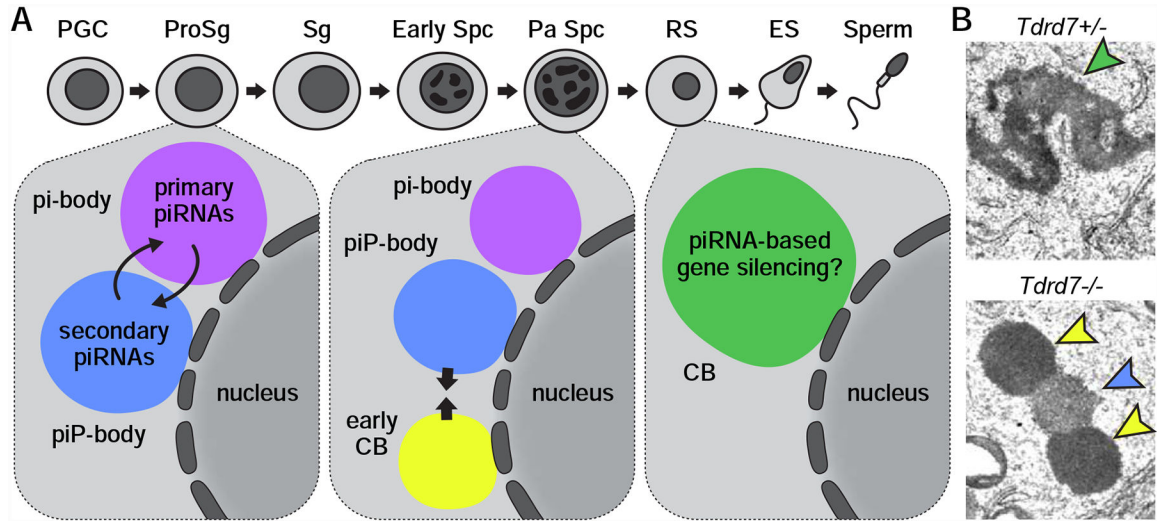 A
PGC
ProSg
Sg
Early Spc
Pa Spc
RS
ES
Sperm
pi-body
primary
piRNAs
secondary
piRNAs
piP-body
nucleus
pi-body
piP-body
early
CB
nucleus
piRNA-based
gene silencing?
CB
nucleus
B
Tdrd7+/-
Tdrd7-/-